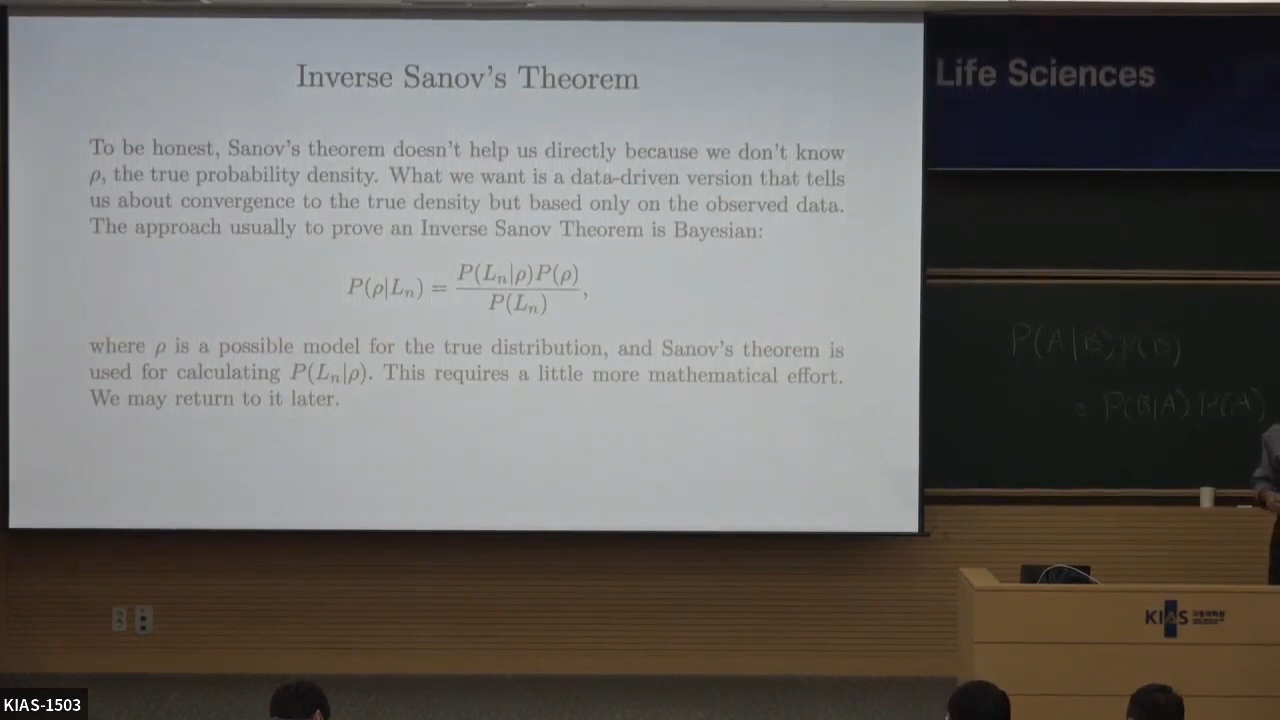 Inverse Sanov's Theorem
To be honest, Sanov's theorem doesn't help us directly because we don't know
ρ, the true probability density. What we want is a data-driven version that tells
us about convergence to the true density but based only on the observed data.
The approach usually to prove an Inverse Sanov Theorem is Bayesian:
P(ρ|Lₙ) = P(Lₙ|ρ)P(ρ) / P(Lₙ),
where ρ is a possible model for the true distribution, and Sanov's theorem is
used for calculating P(Lₙ|ρ). This requires a little more mathematical effort.
We may return to it later.
Life Sciences
P(A|B) P(B)
= P(B|A) P(A)
KIAS
KIAS-1503